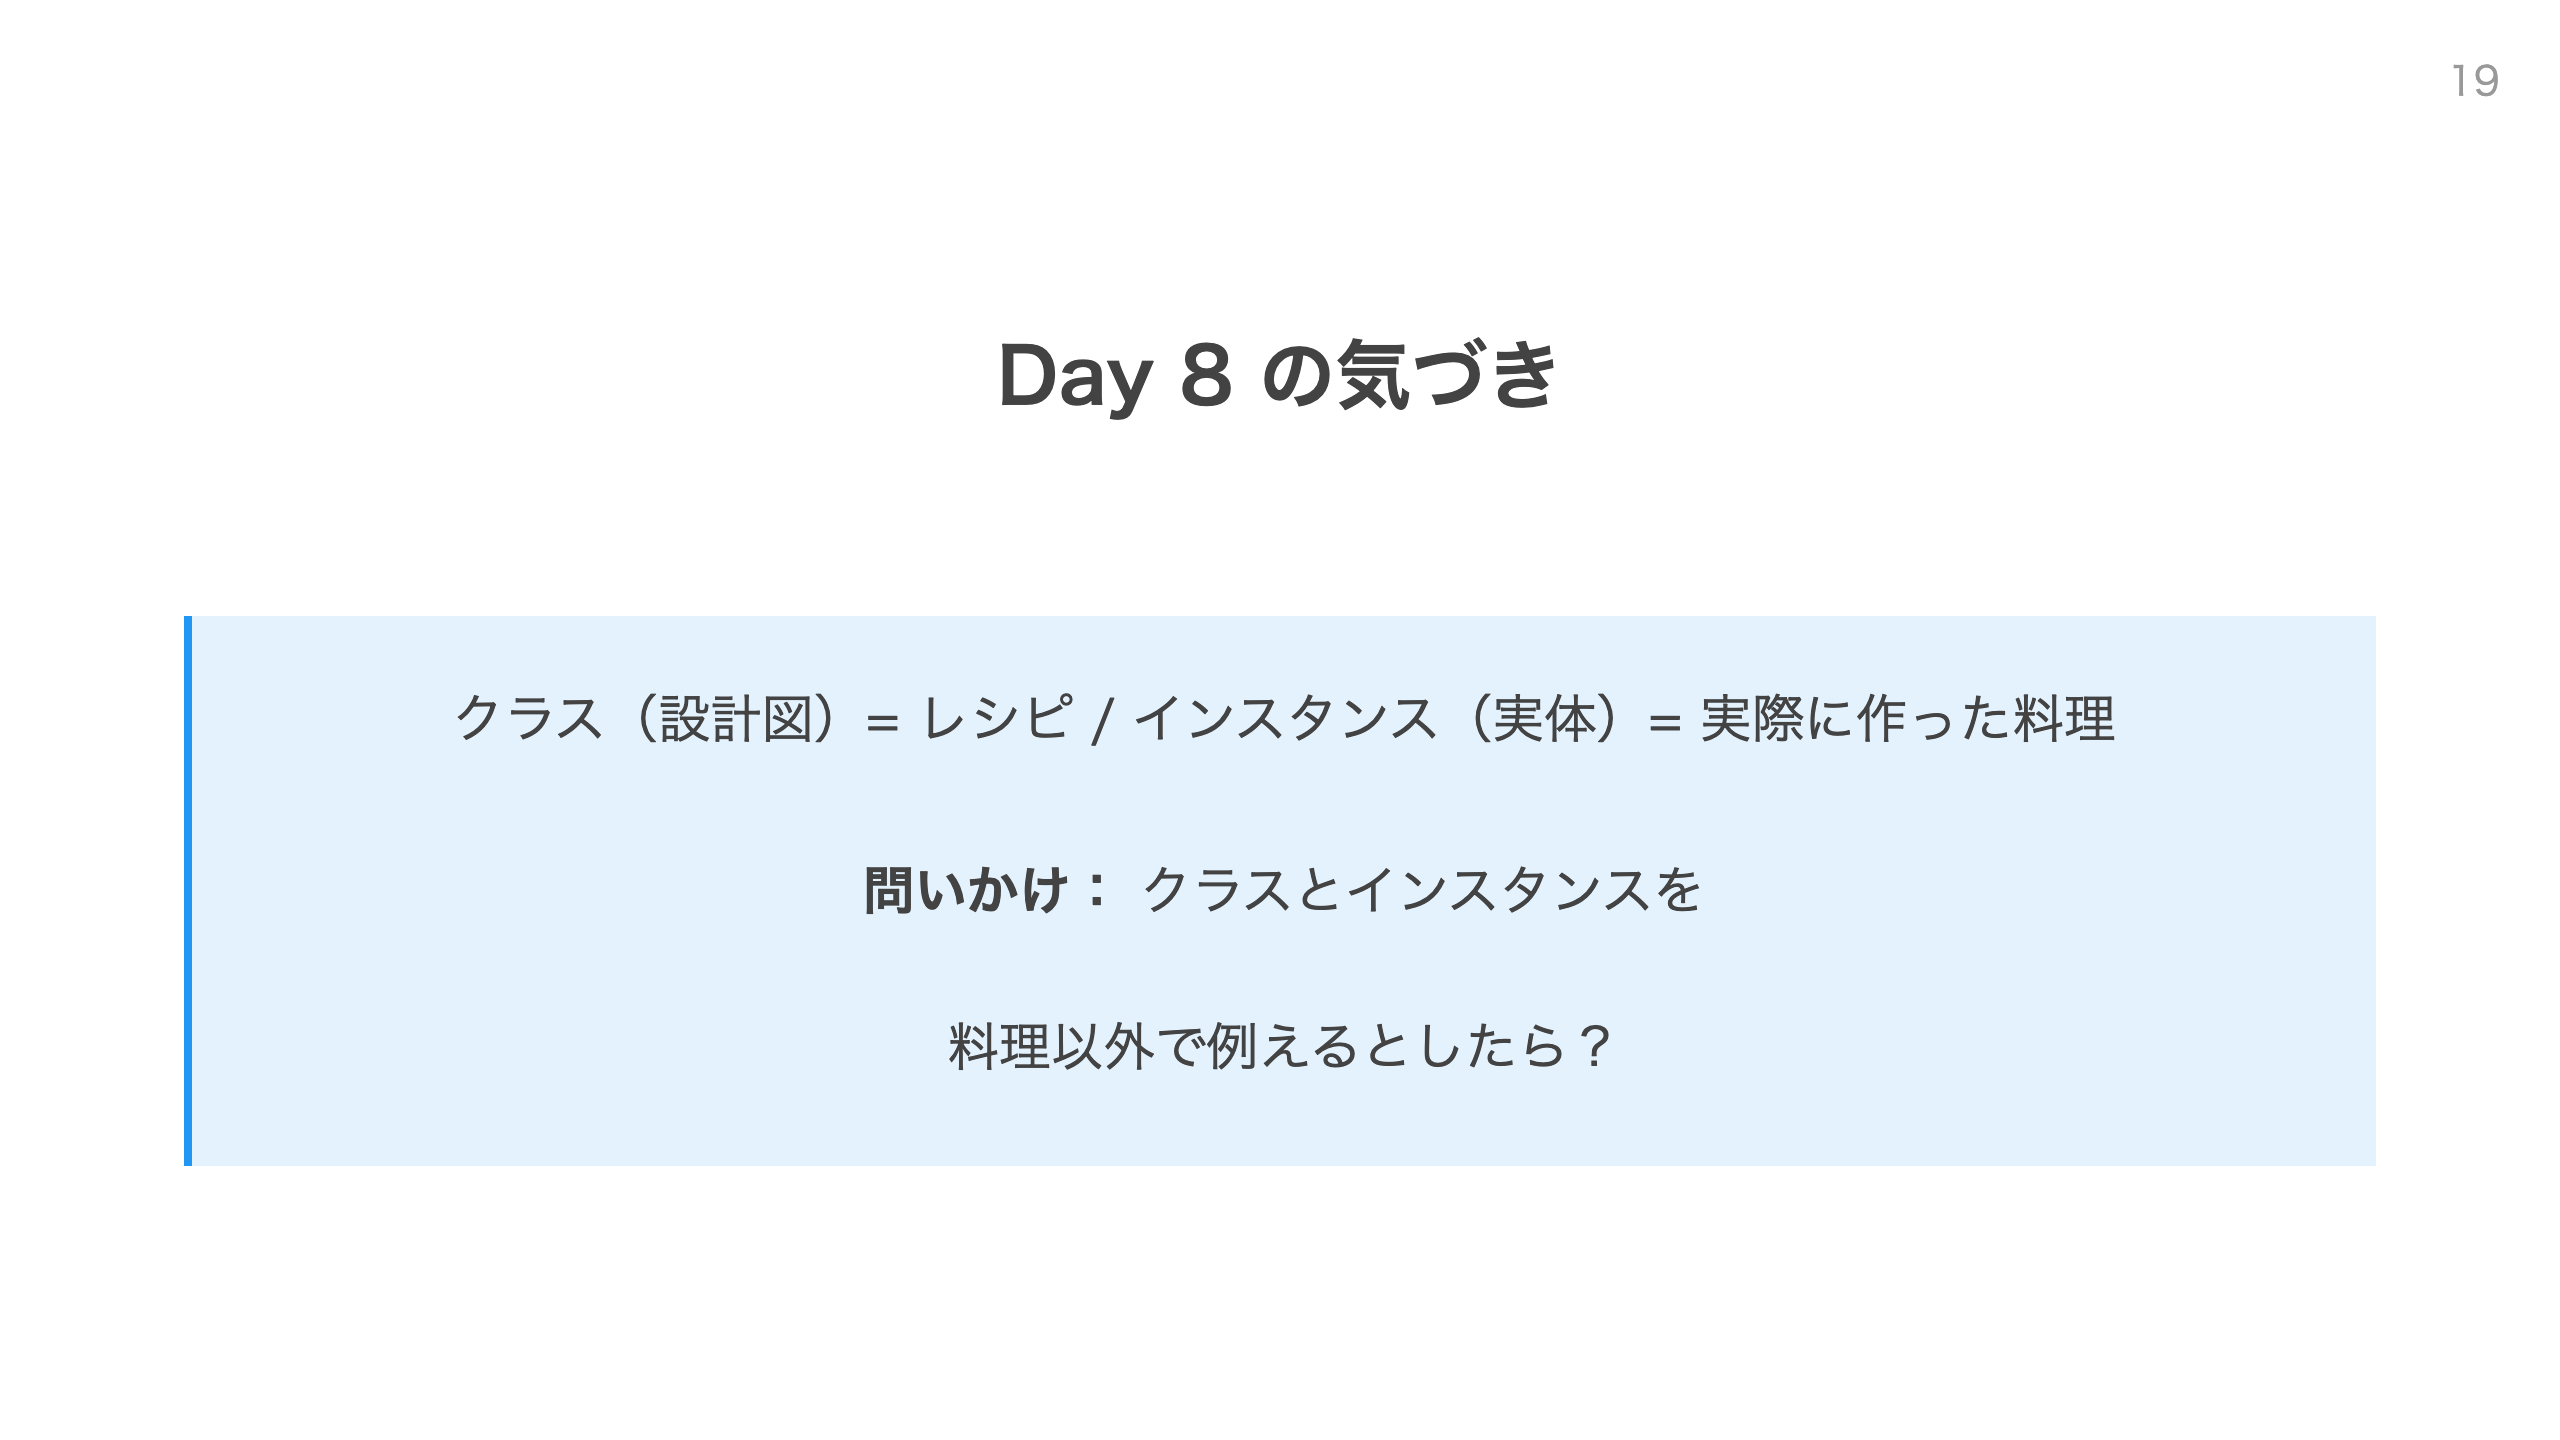 19
Day 8 の気づき
クラス（設計図）= レシピ / インスタンス（実体）= 実際に作った料理
問いかけ： クラスとインスタンスを
料理以外で例えるとしたら？